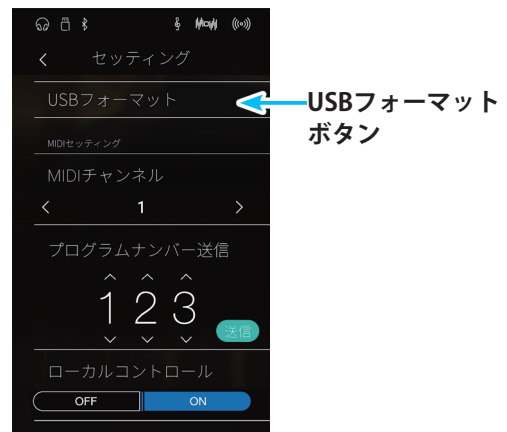 セッティング
USBフォーマット
USBフォーマット
ボタン
MIDIセッティング
MIDIチャンネル
1
プログラムナンバー送信
1 2 3
送信
ローカルコントロール
OFF ON